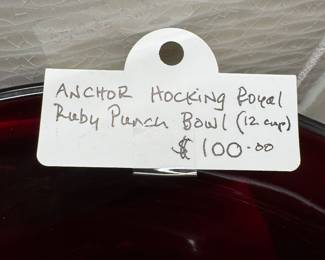 ANCHOR HOCKING Royal
Ruby Punch Bowl (12 cup)
$ 100.00